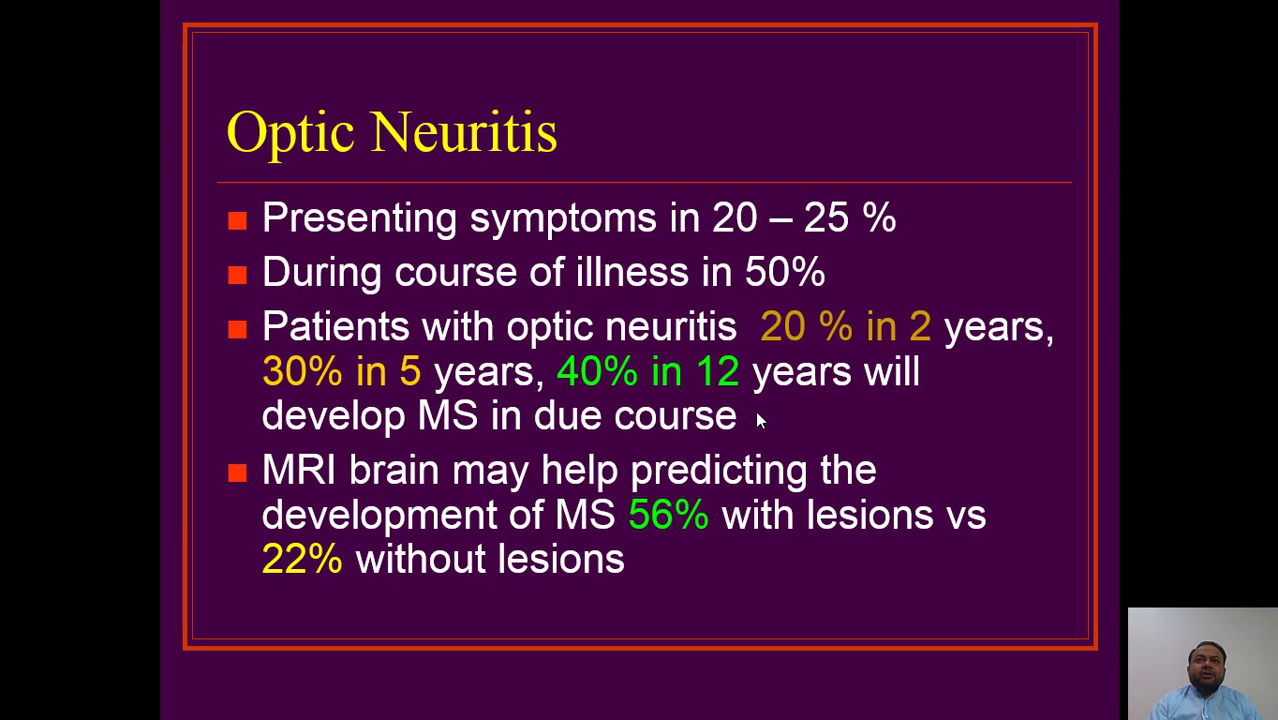 Optic Neuritis
Presenting symptoms in 20 – 25 %
During course of illness in 50%
Patients with optic neuritis 20 % in 2 years,
30% in 5 years, 40% in 12 years will
develop MS in due course
MRI brain may help predicting the
development of MS 56% with lesions vs
22% without lesions